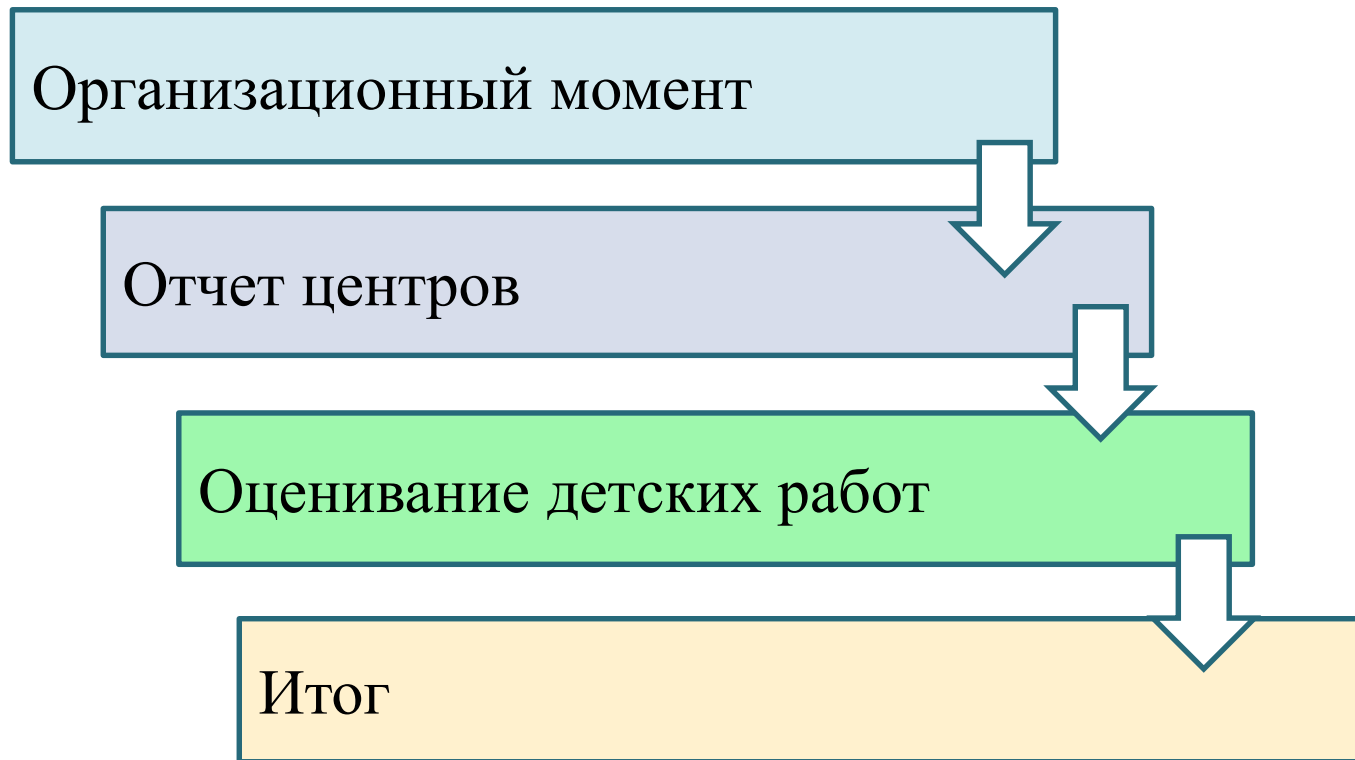 Организационный момент
Отчет центров
Оценивание детских работ
Итог